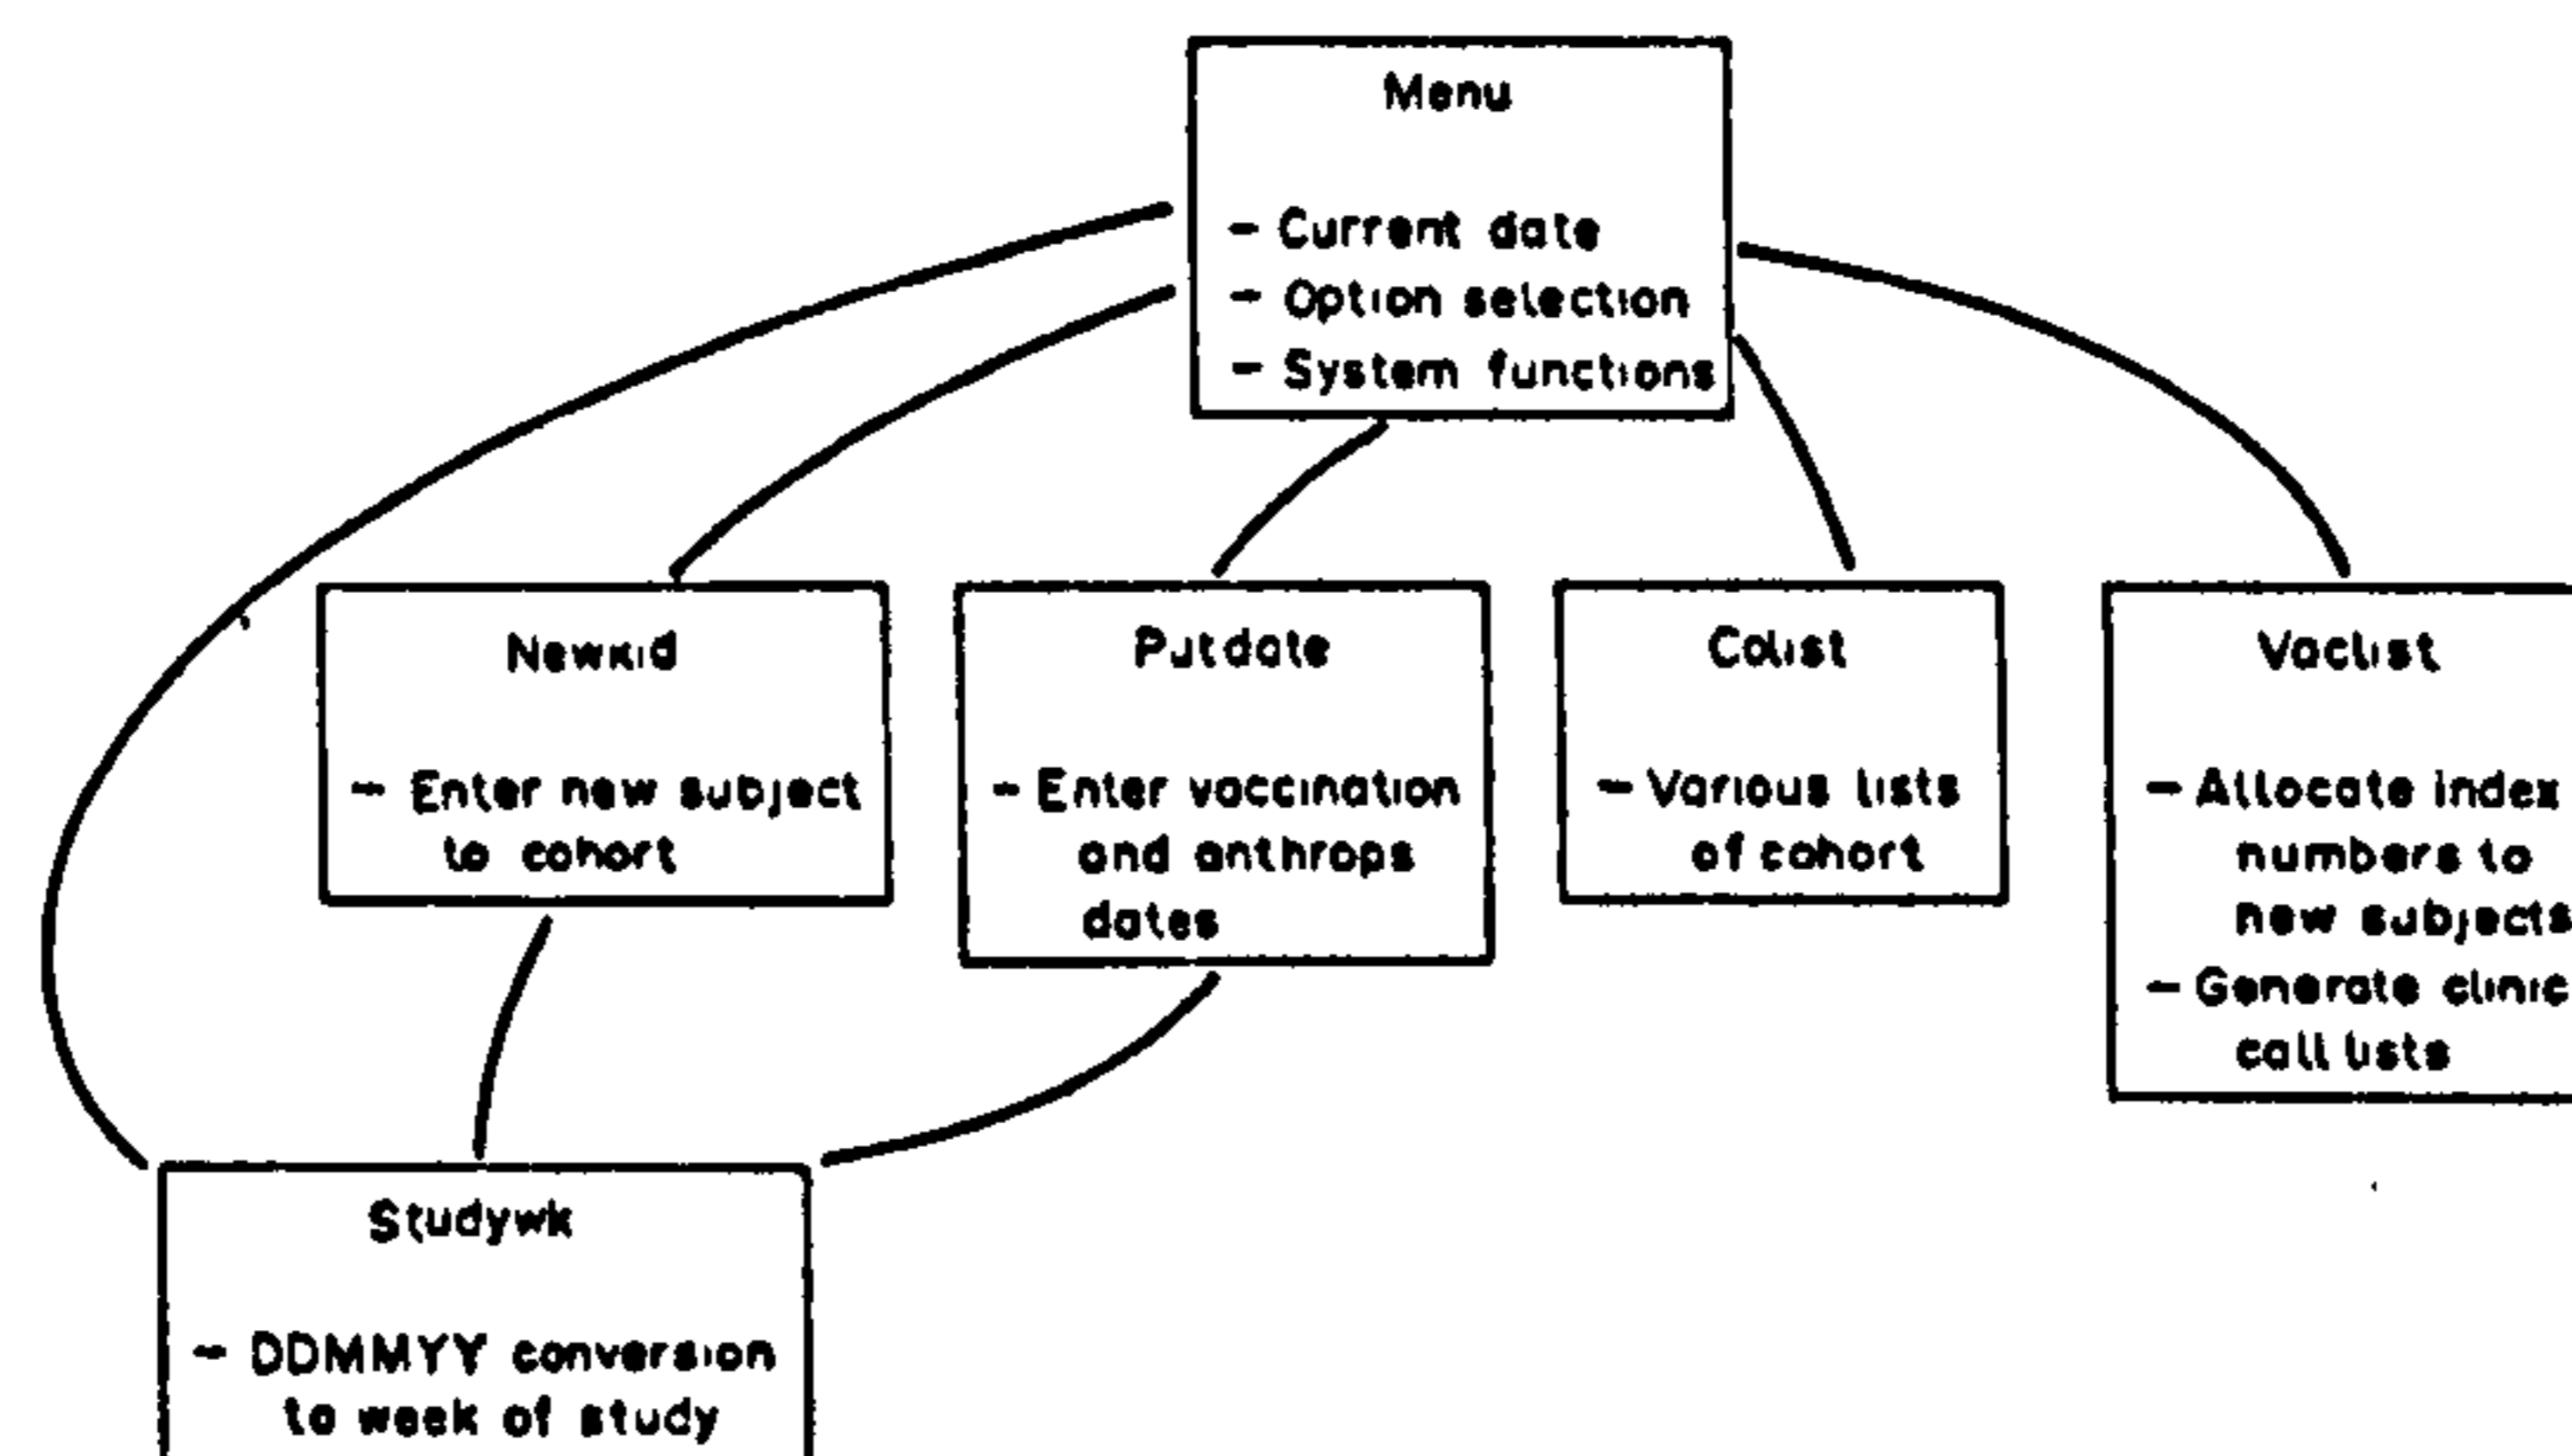 Menu
- Current date
- Option selection
- System functions
Newkid
- Enter new subject
to cohort
Putdate
- Enter vaccination
and anthrops
dates
Colist
- Various lists
of cohort
Vaclist
- Allocate index
numbers to
new subjects
- Generate clinic
call lists
Studywk
- DDMMYY conversion
to week of study